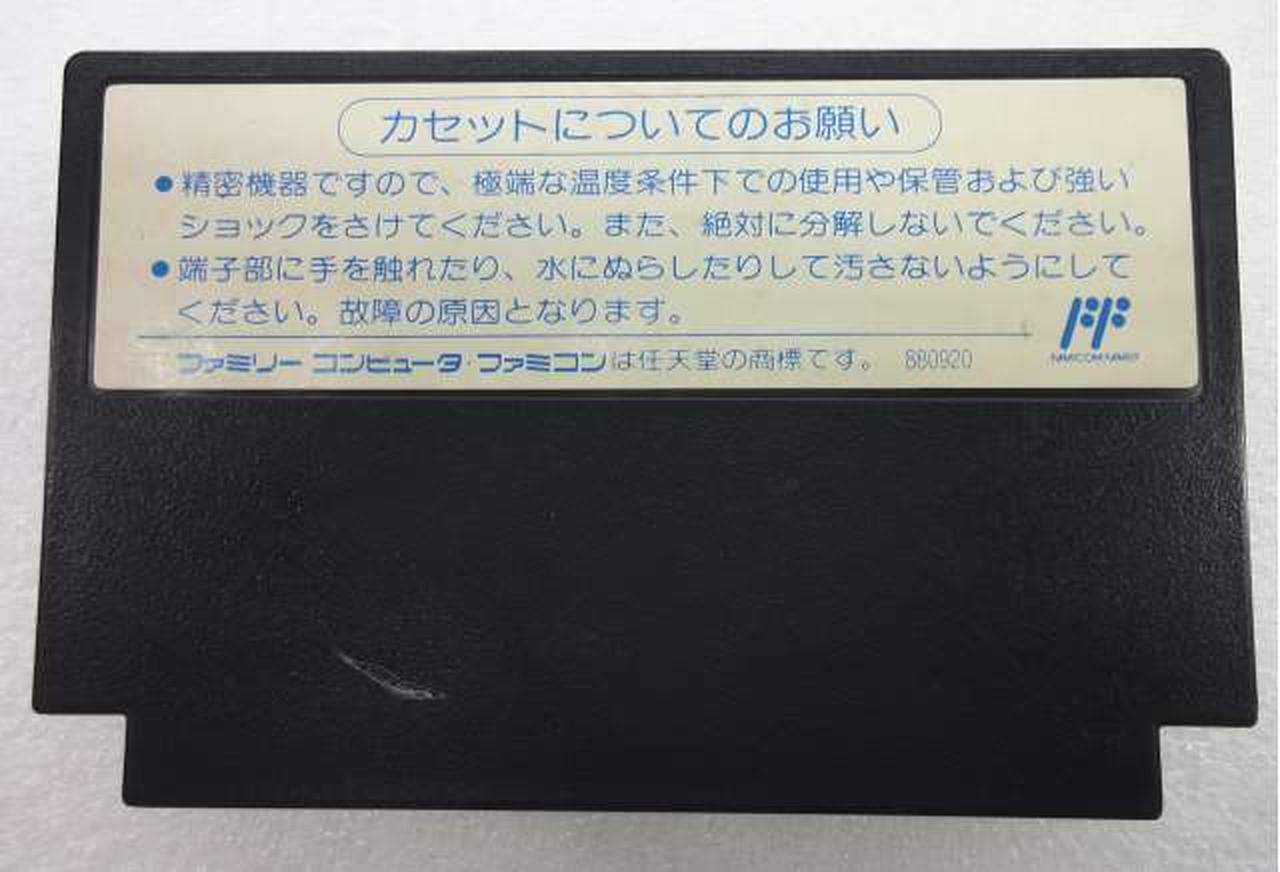 カセットについてのお願い
●精密機器ですので、極端な温度条件下での使用や保管および強い
ショックをさけてください。また、絶対に分解しないでください。
●端子部に手を触れたり、水にぬらしたりして汚さないようにして
ください。故障の原因となります。
ファミリー コンピュータ・ファミコンは任天堂の商標です。 880920
FAMICOM FAMILY